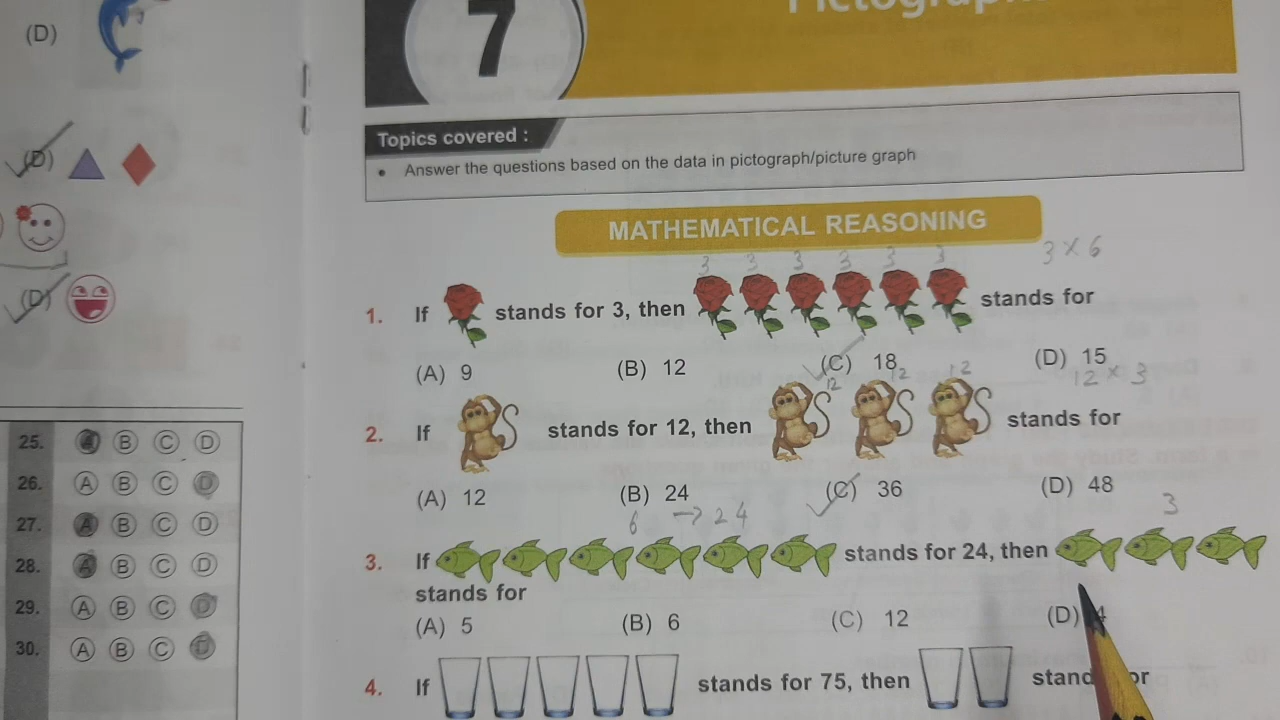 (D)
(D)
(D)
25. A B C D
26. A B C D
27. A B C D
28. A B C D
29. A B C D
30. A B C D
7
Topics covered :
• Answer the questions based on the data in pictograph/picture graph
MATHEMATICAL REASONING
3 3 3 3 3 3 3 × 6
1. If stands for 3, then stands for
(A) 9 (B) 12 (C) 18 (D) 15
12 12 12 12 × 3
2. If stands for 12, then stands for
(A) 12 (B) 24 (C) 36 (D) 48
6 → 24 3
3. If stands for 24, then
stands for
(A) 5 (B) 6 (C) 12 (D) 4
4. If stands for 75, then